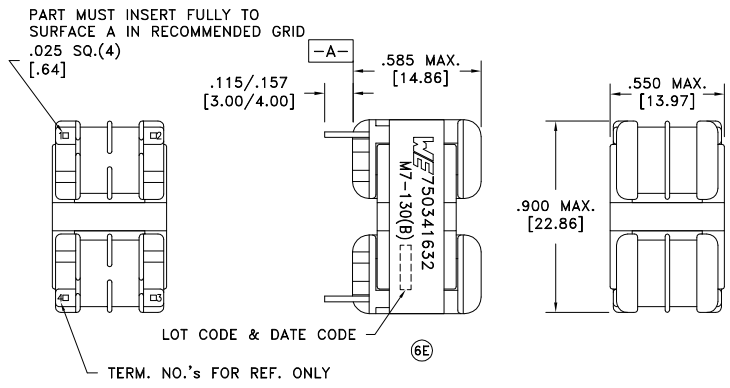 PART MUST INSERT FULLY TO
SURFACE A IN RECOMMENDED GRID
.025 SQ.(4)
[.64]
-A-
.585 MAX.
[14.86]
.115/.157
[3.00/4.00]
.550 MAX.
[13.97]
1
2
WE 750341632
M7-130(B)
.900 MAX.
[22.86]
4
3
LOT CODE & DATE CODE
6E
TERM. NO.'s FOR REF. ONLY